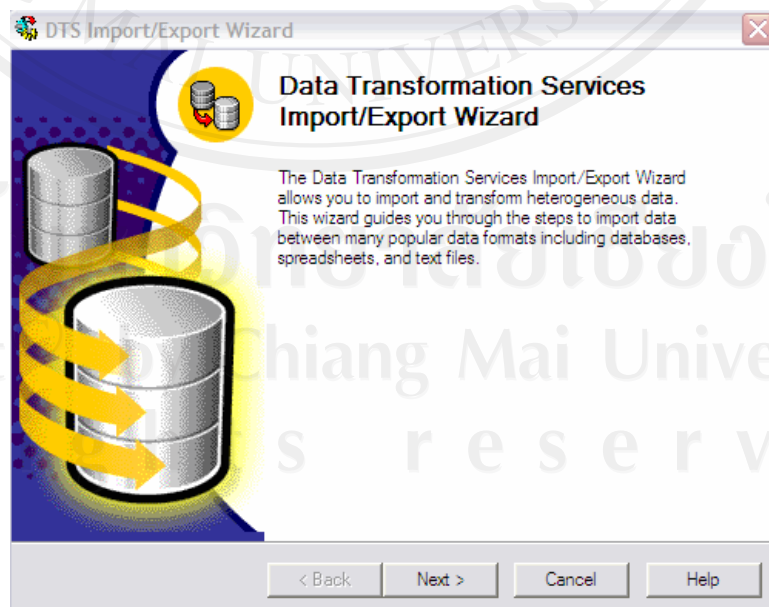 DTS Import/Export Wizard
Data Transformation Services
Import/Export Wizard
The Data Transformation Services Import/Export Wizard
allows you to import and transform heterogeneous data.
This wizard guides you through the steps to import data
between many popular data formats including databases,
spreadsheets, and text files.
by Chiang Mai Unive
r e s e r v
< Back
Next >
Cancel
Help